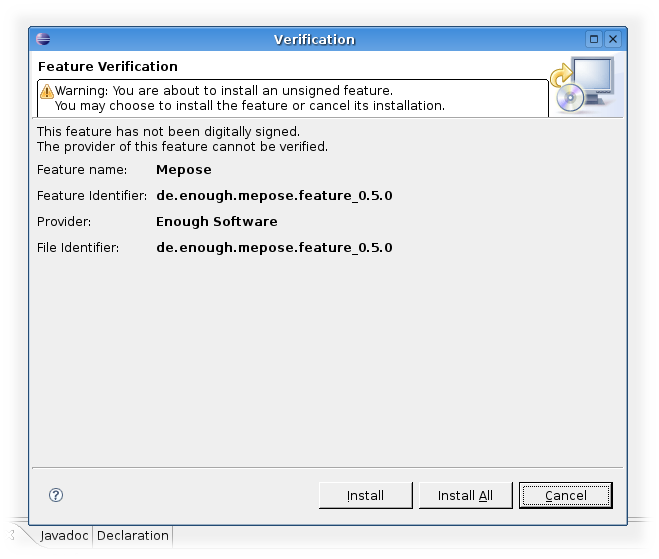 Verification
Feature Verification
Warning: You are about to install an unsigned feature.
You may choose to install the feature or cancel its installation.
This feature has not been digitally signed.
The provider of this feature cannot be verified.
Feature name: Mepose
Feature Identifier: de.enough.mepose.feature_0.5.0
Provider: Enough Software
File Identifier: de.enough.mepose.feature_0.5.0
? Install Install All Cancel
Javadoc Declaration